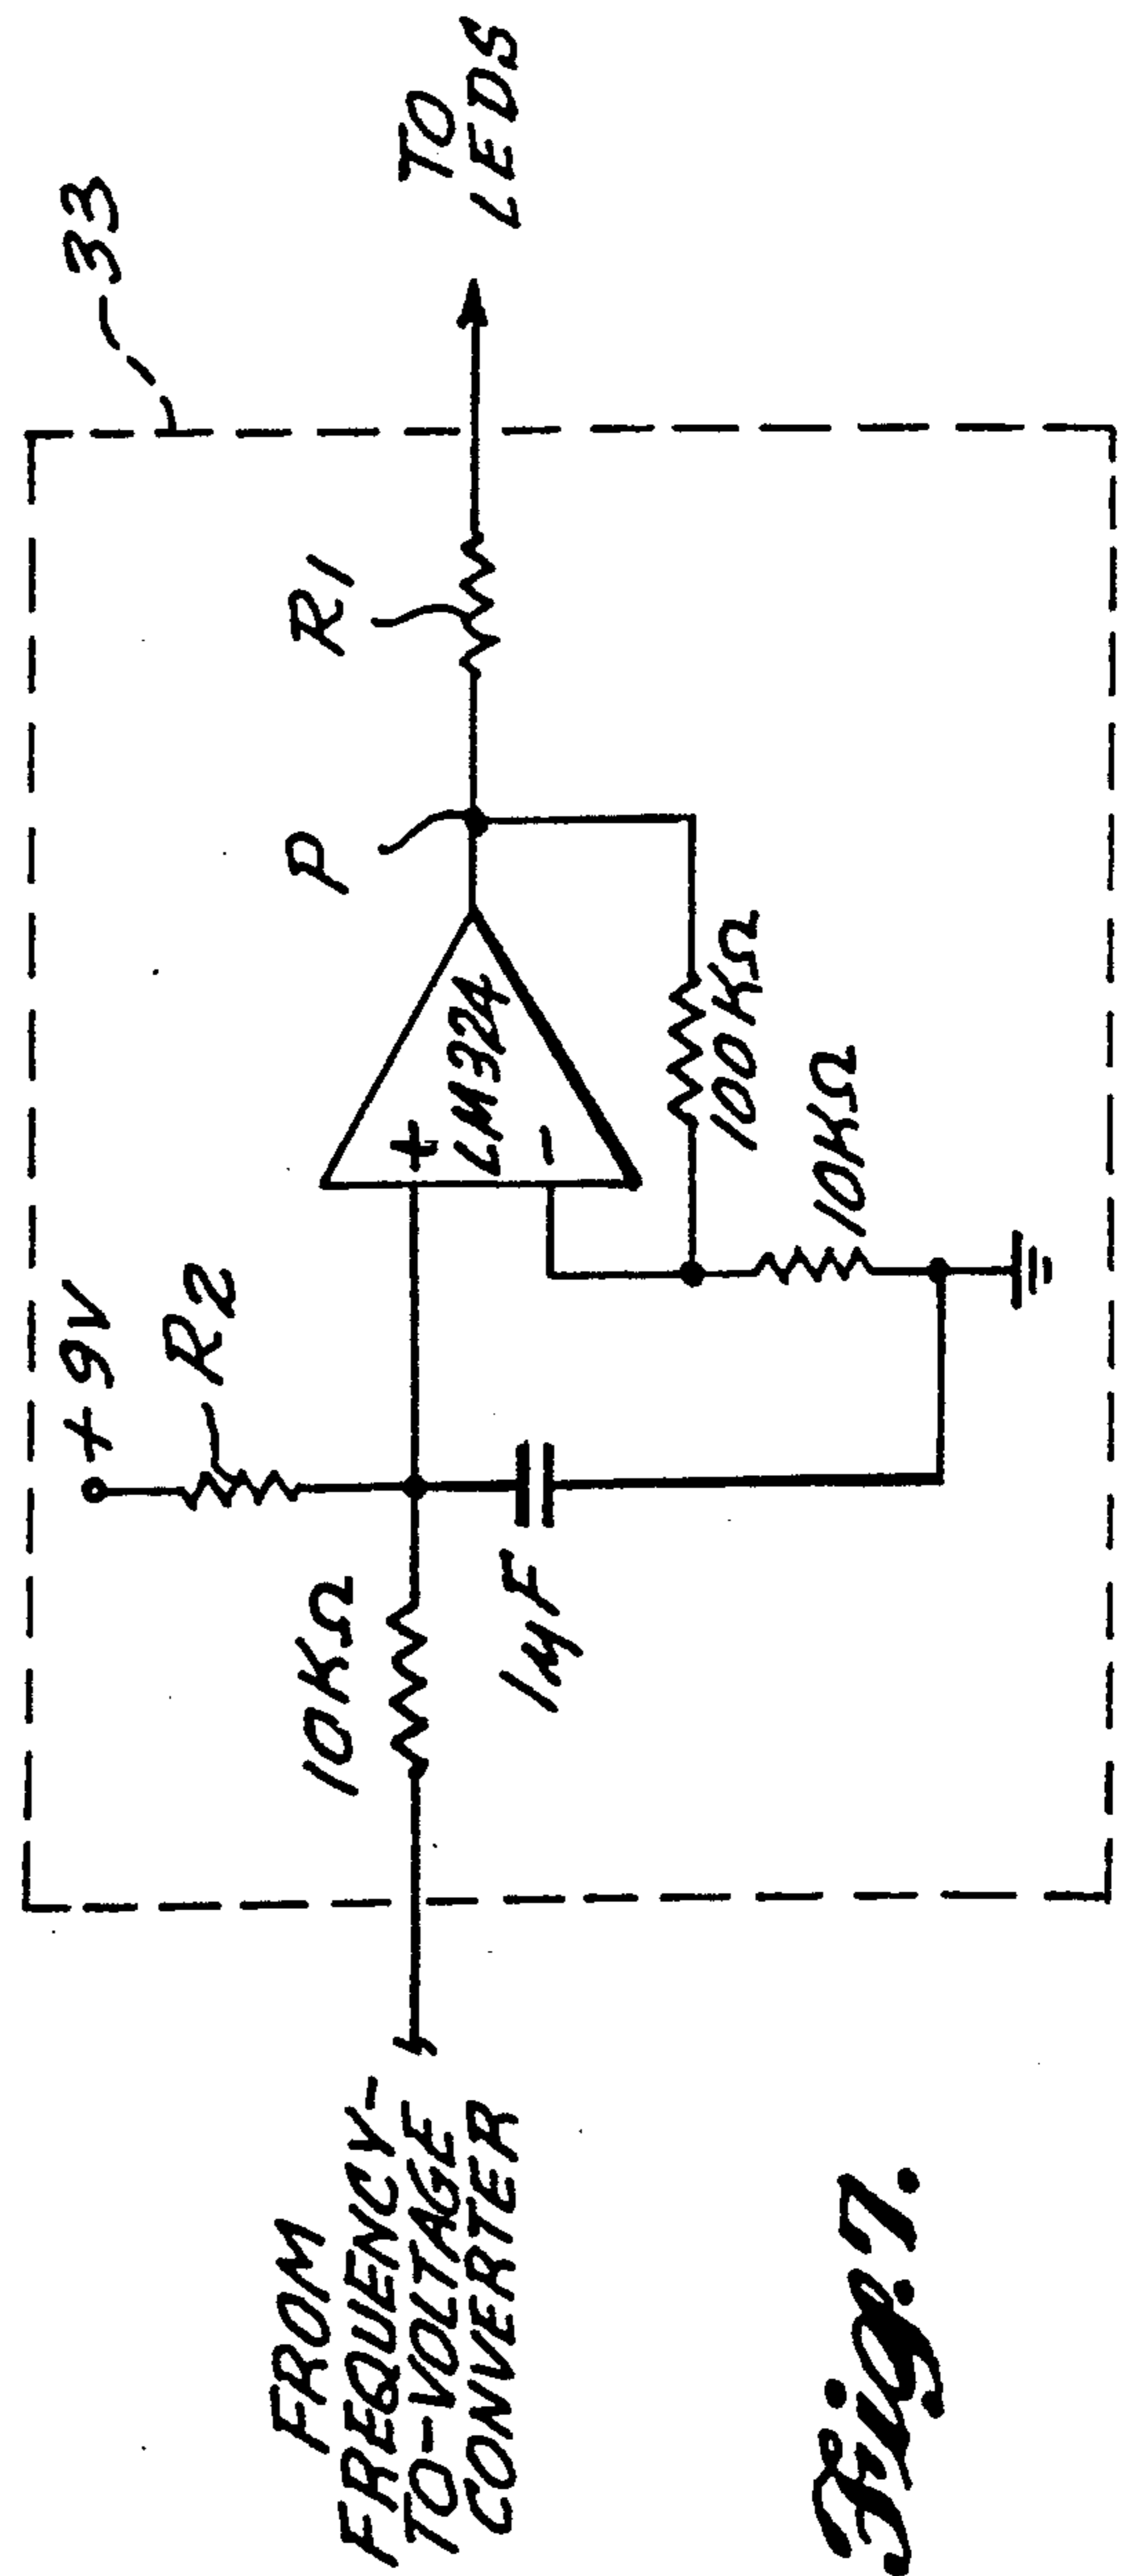 33
+9V
R2
R1
P
TO
LEDS
10KΩ
+
LM324
-
1µF
100KΩ
10KΩ
FROM
FREQUENCY-
TO-VOLTAGE
CONVERTER
Fig. 7.